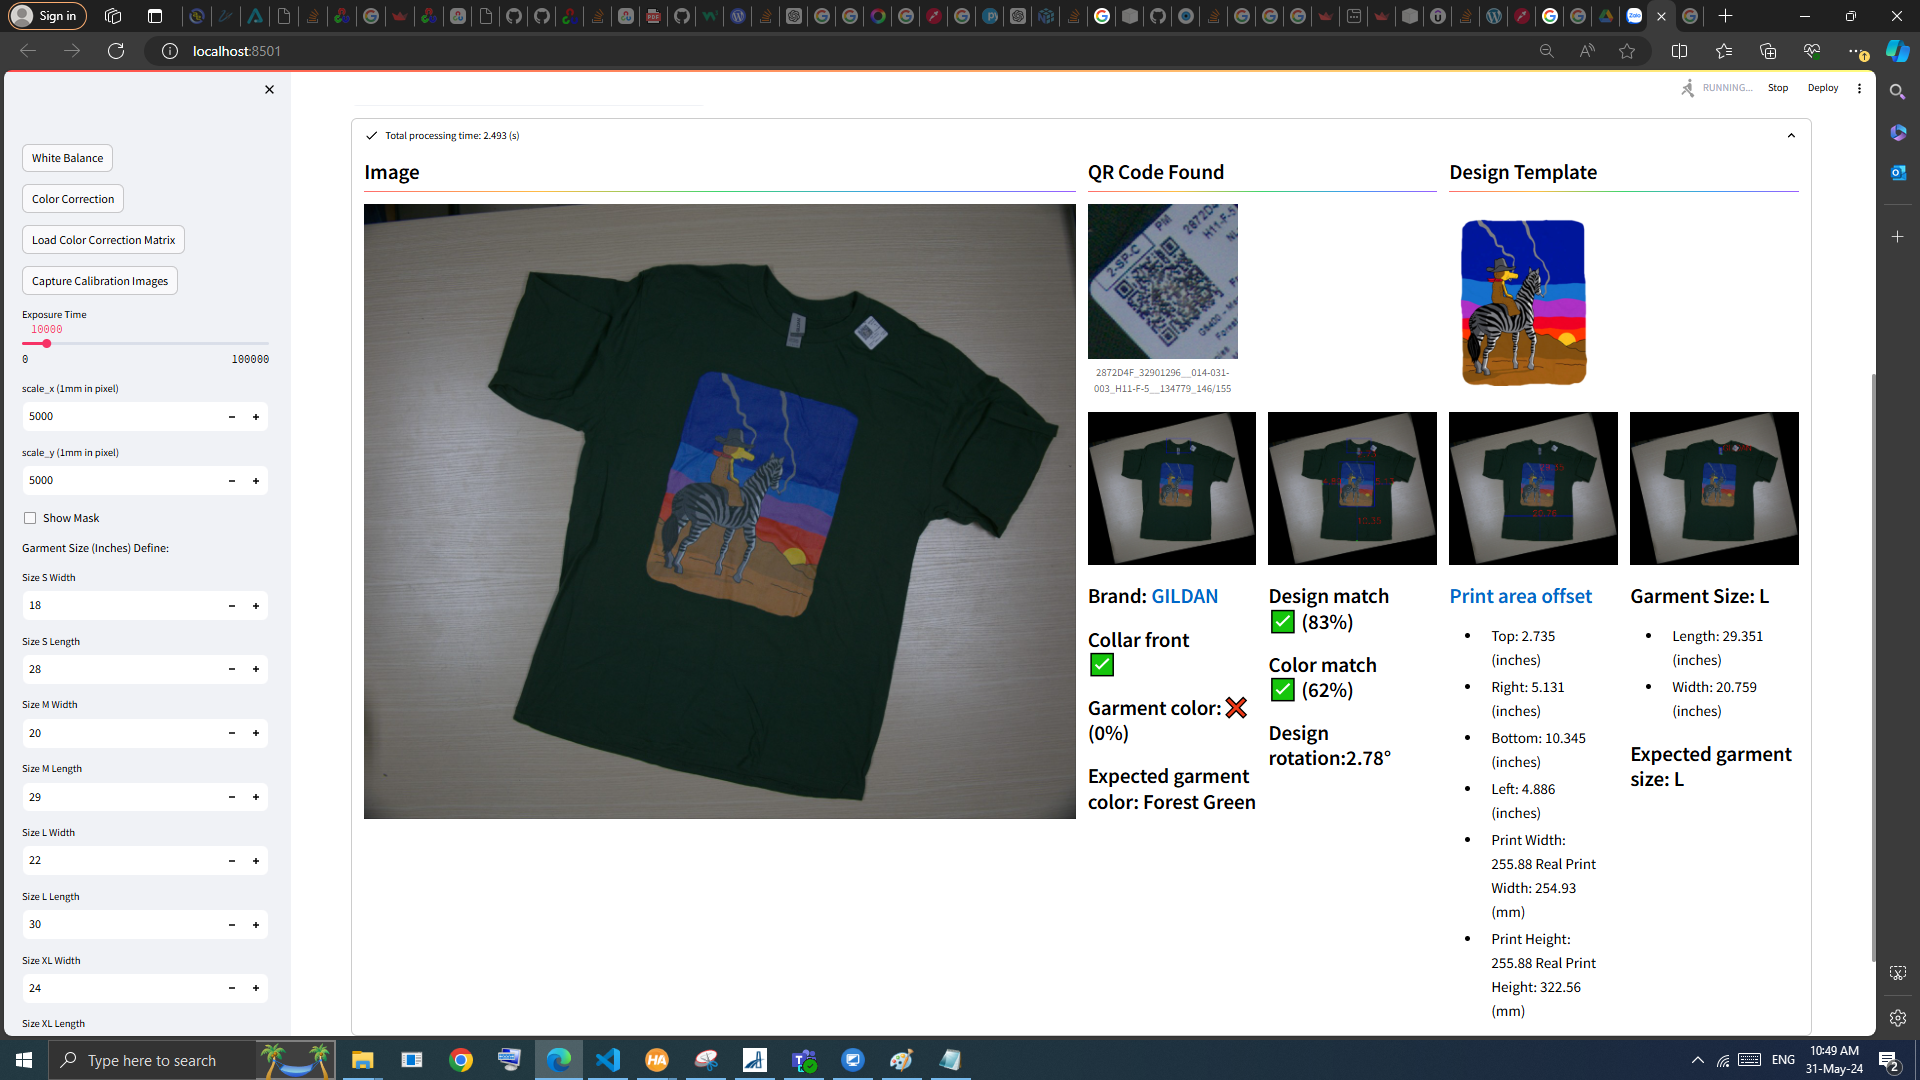 Sign in
localhost:8501
RUNNING...
Stop
Deploy
White Balance
Color Correction
Load Color Correction Matrix
Capture Calibration Images
Exposure Time
10000
0
100000
scale_x (1mm in pixel)
5000
scale_y (1mm in pixel)
5000
Show Mask
Garment Size (Inches) Define:
Size S Width
18
Size S Length
28
Size M Width
20
Size M Length
29
Size L Width
22
Size L Length
30
Size XL Width
24
Size XL Length
Total processing time: 2.493 (s)
Image
QR Code Found
2-SP-C
PM
2872D4F_32901296__014-031-
003_H11-F-5__134779_146/155
Design Template
Brand: GILDAN
Collar front
Garment color:
(0%)
Expected garment
color: Forest Green
Design match
(83%)
Color match
(62%)
Design
rotation:2.78°
Print area offset
Top: 2.735
(inches)
Right: 5.131
(inches)
Bottom: 10.345
(inches)
Left: 4.886
(inches)
Print Width:
255.88 Real Print
Width: 254.93
(mm)
Print Height:
255.88 Real Print
Height: 322.56
(mm)
Garment Size: L
Length: 29.351
(inches)
Width: 20.759
(inches)
Expected garment
size: L
Type here to search
ENG
10:49 AM
31-May-24
2